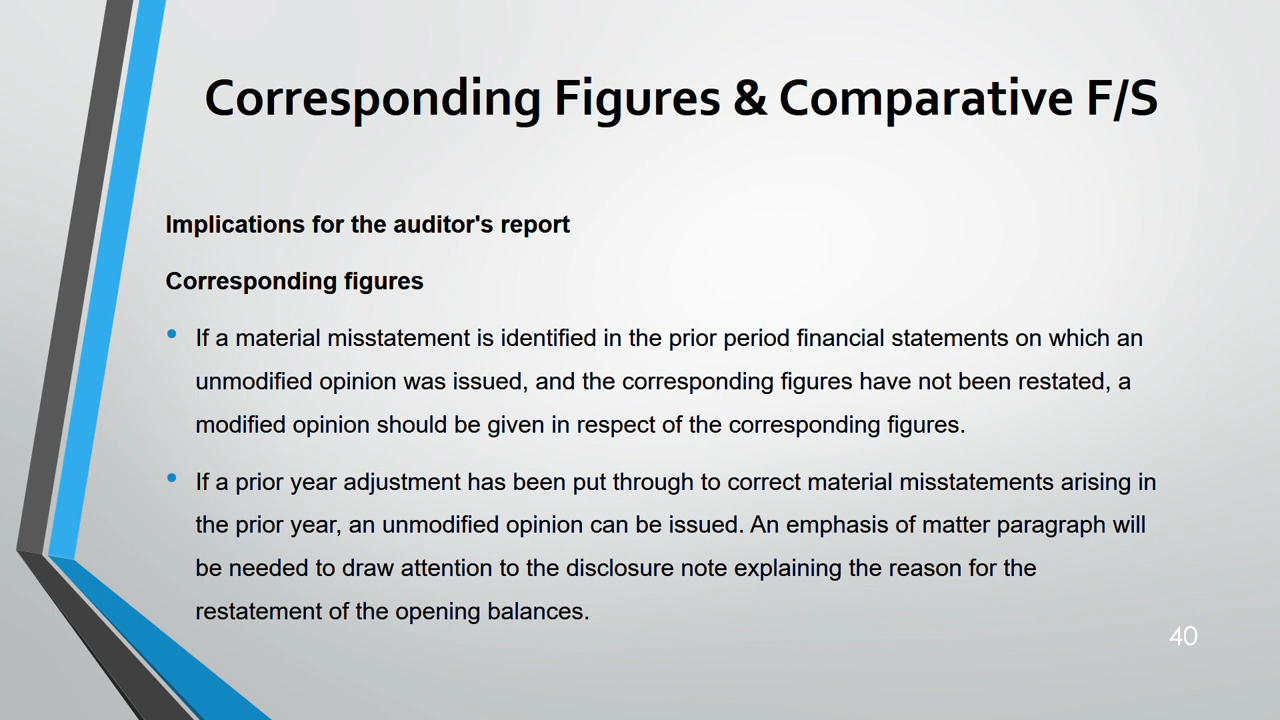 Corresponding Figures & Comparative F/S
Implications for the auditor's report
Corresponding figures
• If a material misstatement is identified in the prior period financial statements on which an
unmodified opinion was issued, and the corresponding figures have not been restated, a
modified opinion should be given in respect of the corresponding figures.
• If a prior year adjustment has been put through to correct material misstatements arising in
the prior year, an unmodified opinion can be issued. An emphasis of matter paragraph will
be needed to draw attention to the disclosure note explaining the reason for the
restatement of the opening balances.
40